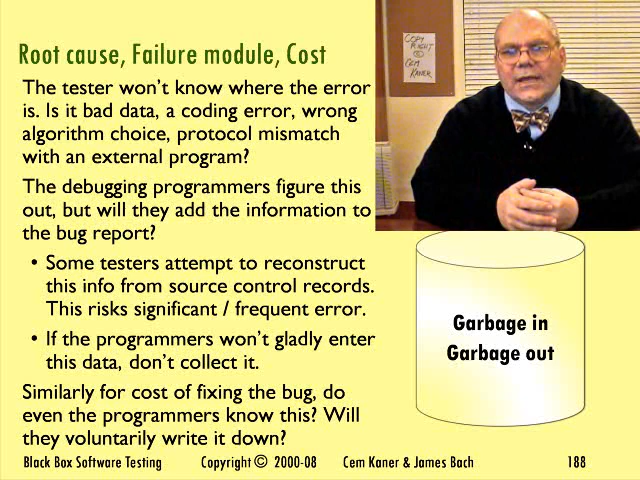 Root cause, Failure module, Cost
COPY
RIGHT
©
CEM
KANER
The tester won't know where the error
is. Is it bad data, a coding error, wrong
algorithm choice, protocol mismatch
with an external program?
The debugging programmers figure this
out, but will they add the information to
the bug report?
• Some testers attempt to reconstruct
this info from source control records.
This risks significant / frequent error.
• If the programmers won't gladly enter
this data, don't collect it.
Similarly for cost of fixing the bug, do
even the programmers know this? Will
they voluntarily write it down?
Garbage in
Garbage out
Black Box Software Testing Copyright © 2000-08 Cem Kaner & James Bach 188